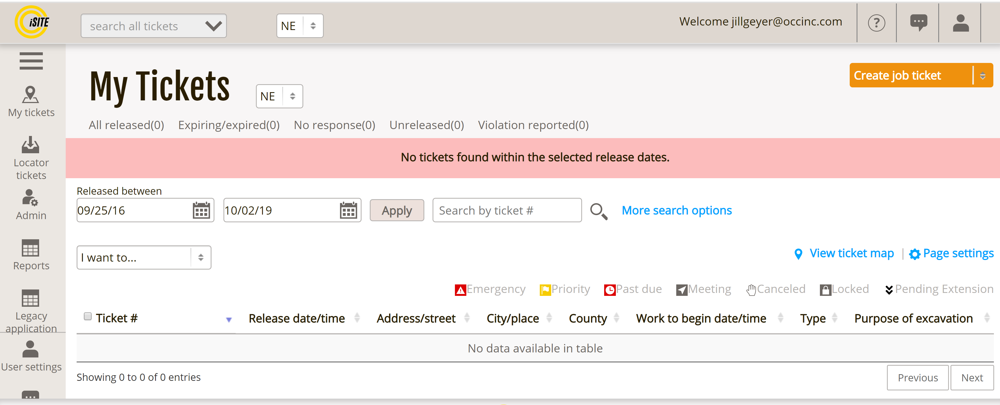 iSITE
search all tickets
NE
Welcome jillgeyer@occinc.com
?
My Tickets
NE
Create job ticket
All released(0) Expiring/expired(0) No response(0) Unreleased(0) Violation reported(0)
No tickets found within the selected release dates.
My tickets
Locator
tickets
Admin
Reports
Legacy
application
User settings
Released between
09/25/16
10/02/19
Apply
Search by ticket #
More search options
I want to...
View ticket map | Page settings
Emergency Priority Past due Meeting Canceled Locked Pending Extension
Ticket # Release date/time Address/street City/place County Work to begin date/time Type Purpose of excavation
No data available in table
Showing 0 to 0 of 0 entries
Previous Next